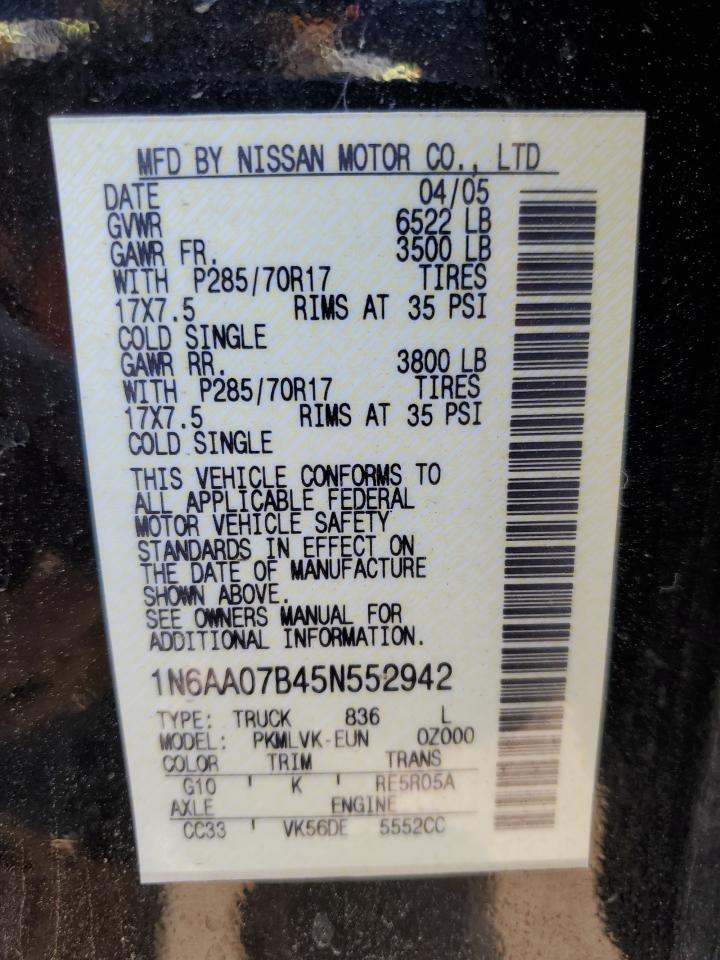 MFD BY NISSAN MOTOR CO., LTD
DATE 04/05
GVWR 6522 LB
GAWR FR. 3500 LB
WITH P285/70R17 TIRES
17X7.5 RIMS AT 35 PSI
COLD SINGLE
GAWR RR. 3800 LB
WITH P285/70R17 TIRES
17X7.5 RIMS AT 35 PSI
COLD SINGLE
THIS VEHICLE CONFORMS TO
ALL APPLICABLE FEDERAL
MOTOR VEHICLE SAFETY
STANDARDS IN EFFECT ON
THE DATE OF MANUFACTURE
SHOWN ABOVE.
SEE OWNERS MANUAL FOR
ADDITIONAL INFORMATION.
1N6AA07B45N552942
TYPE: TRUCK 836 L
MODEL: PKMLVK-EUN 0Z000
COLOR TRIM TRANS
G10 ' K ' RE5R05A
AXLE ENGINE
CC33 ' VK56DE 5552CC